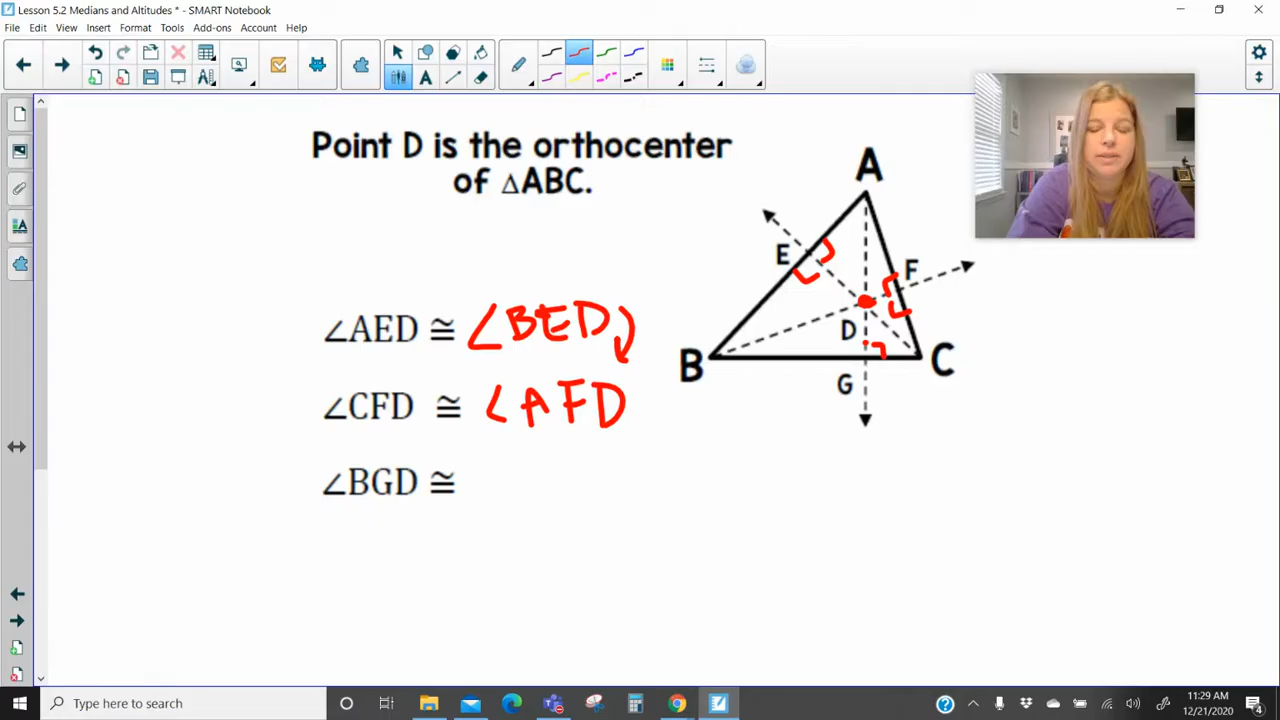 Lesson 5.2 Medians and Altitudes * - SMART Notebook
File Edit View Insert Format Tools Add-ons Account Help
Point D is the orthocenter
of △ABC.
A
E
F
D
B
C
G
∠AED ≅ ∠BED
∠CFD ≅ ∠AFD
∠BGD ≅
Type here to search
11:29 AM
12/21/2020
4